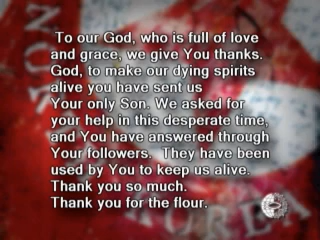 To our God, who is full of love
and grace, we give You thanks.
God, to make our dying spirits
alive you have sent us
Your only Son. We asked for
your help in this desperate time,
and You have answered through
Your followers.  They have been
used by You to keep us alive.
Thank you so much.
Thank you for the flour.